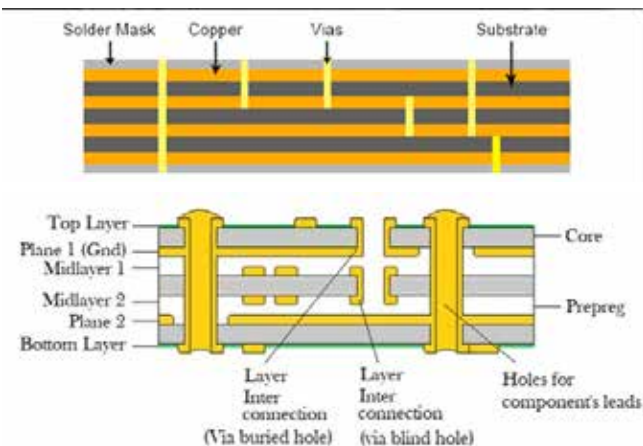 Solder Mask
Copper
Vias
Substrate
Top Layer
Plane 1 (Gnd)
Midlayer 1
Midlayer 2
Plane 2
Bottom Layer
Core
Prepreg
Layer
Inter
connection
(Via buried hole)
Layer
Inter
connection
(via blind hole)
Holes for
component's leads